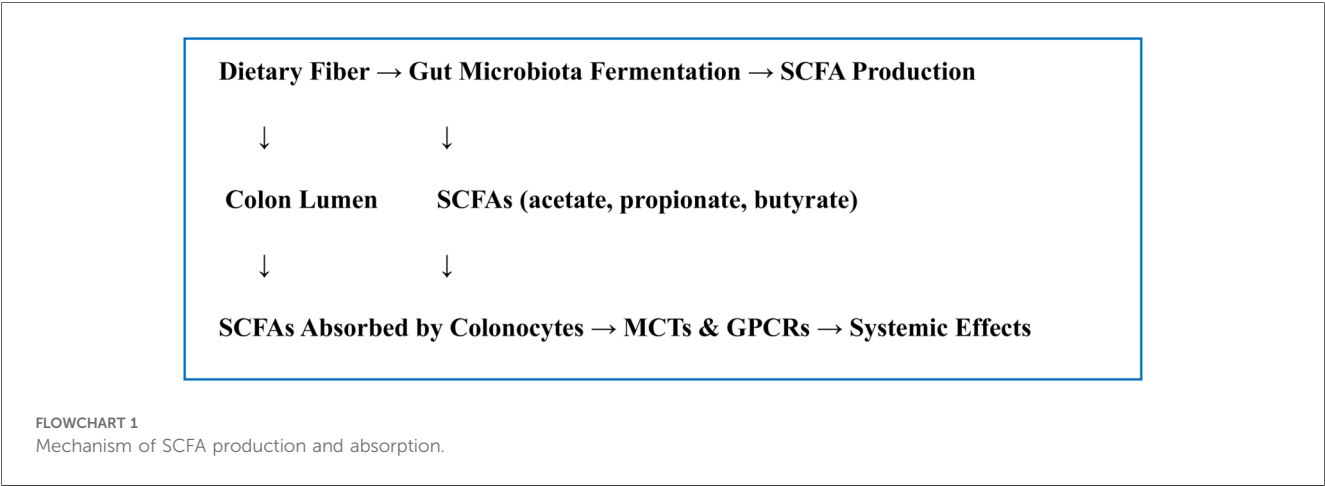 Dietary Fiber → Gut Microbiota Fermentation → SCFA Production
↓ ↓
Colon Lumen SCFAs (acetate, propionate, butyrate)
↓ ↓
SCFAs Absorbed by Colonocytes → MCTs & GPCRs → Systemic Effects
FLOWCHART 1
Mechanism of SCFA production and absorption.